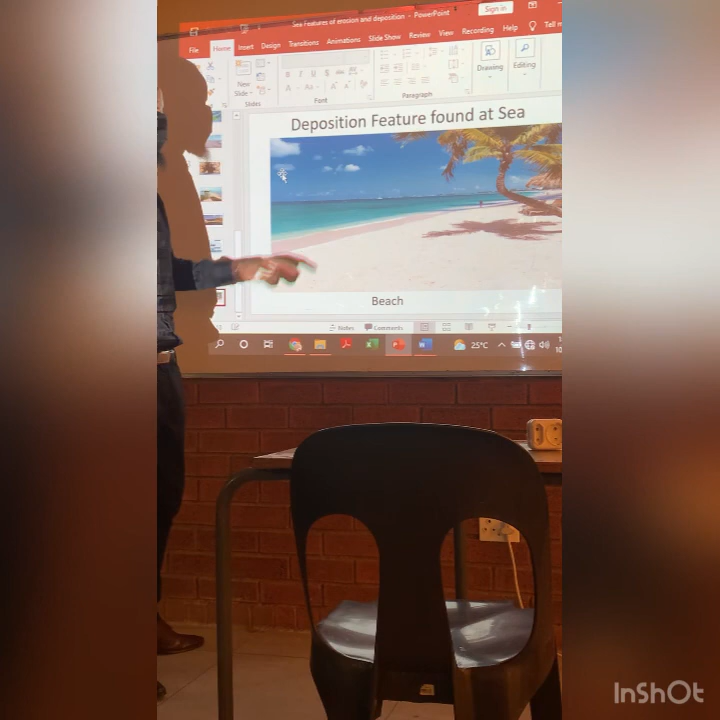 Sea Features of erosion and deposition - PowerPoint
Sign in
File Home Insert Design Transitions Animations Slide Show Review View Recording Help Tell m
New
Slide
Slides
Font
Paragraph
Drawing
Editing
Deposition Feature found at Sea
Beach
Notes Comments
25°C
InShOt